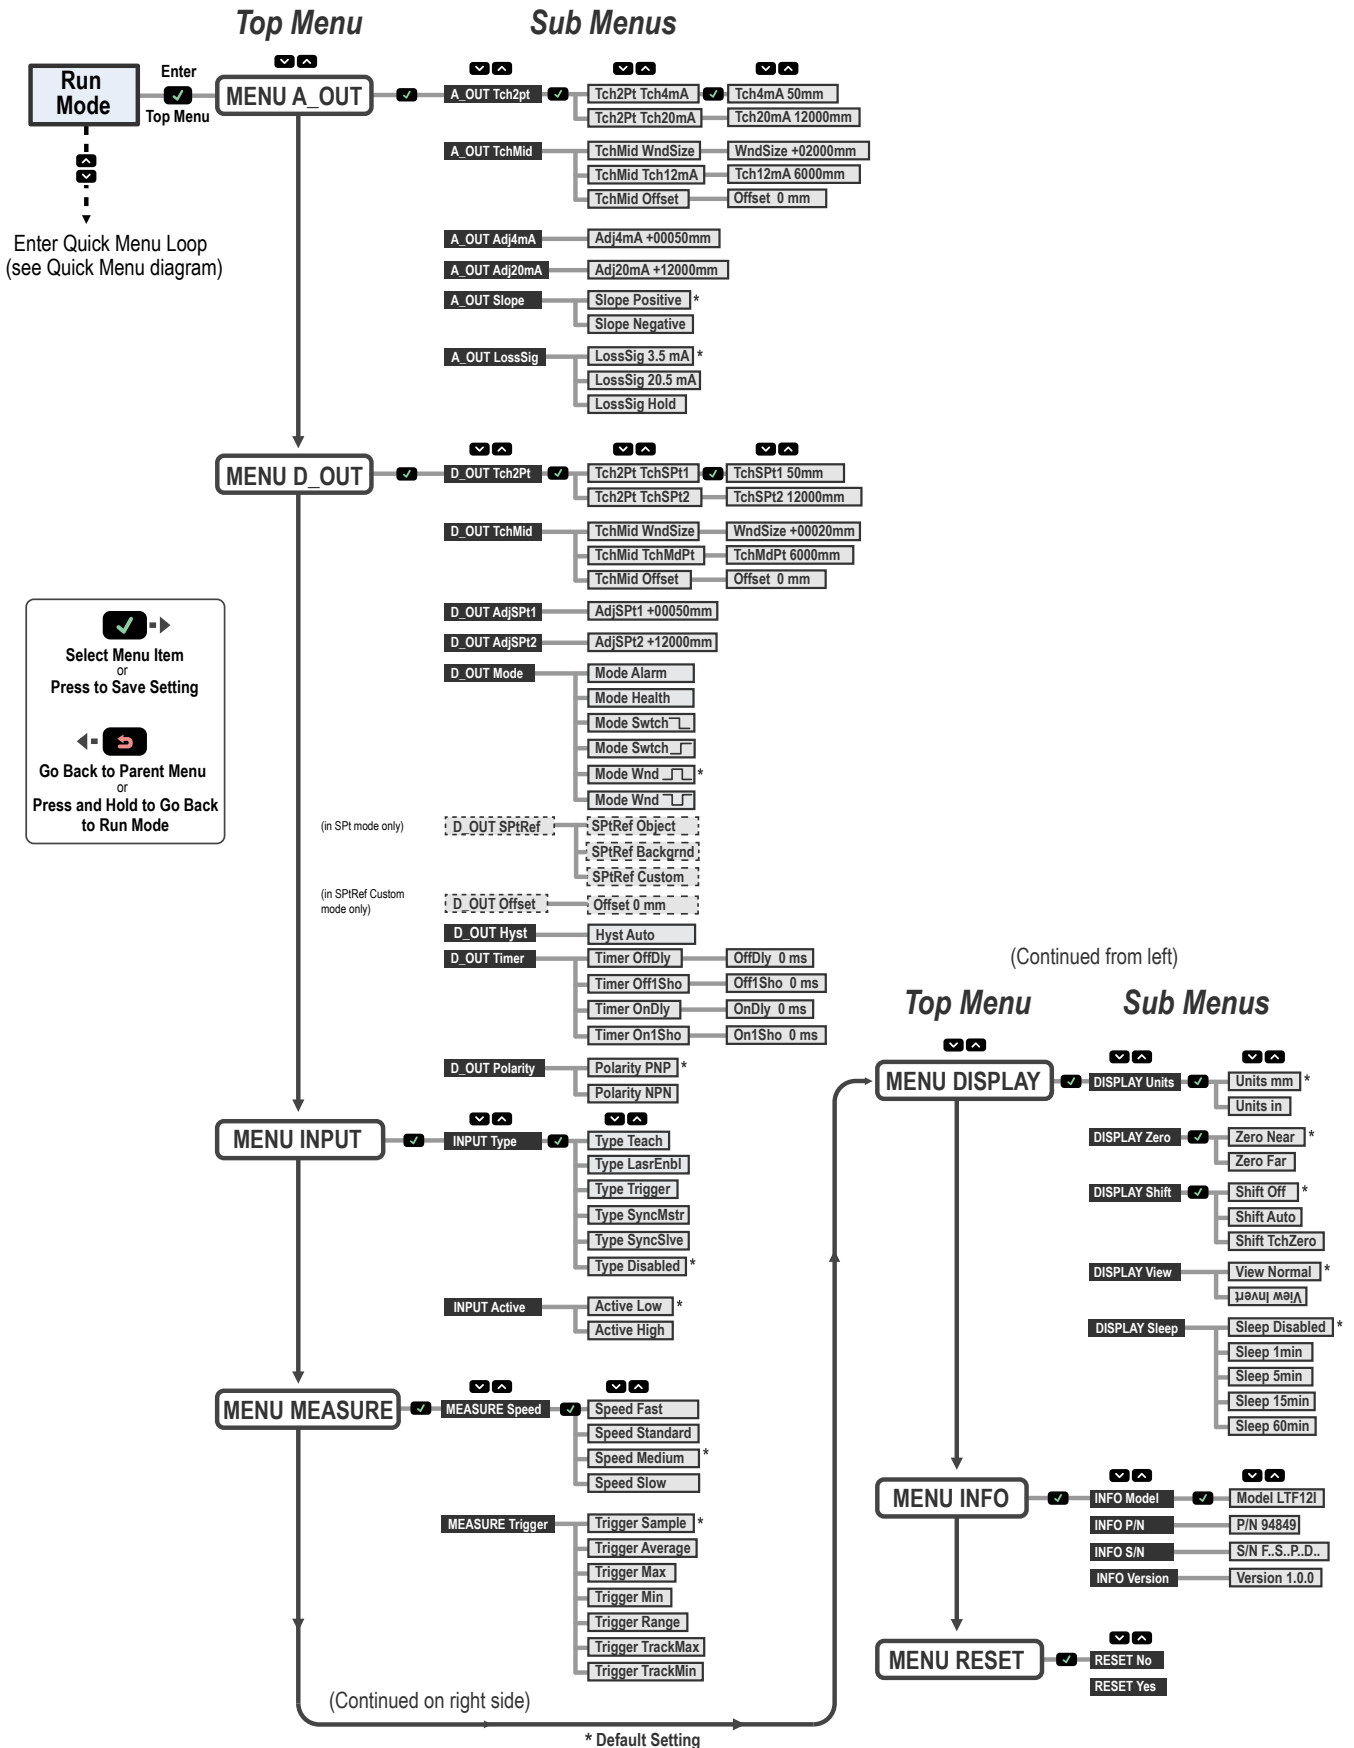 Top Menu
Sub Menus
Run
Mode
Enter
Top Menu
MENU A_OUT
A_OUT Tch2pt
Tch2Pt Tch4mA
Tch4mA 50mm
Tch2Pt Tch20mA
Tch20mA 12000mm
A_OUT TchMid
TchMid WndSize
WndSize +02000mm
TchMid Tch12mA
Tch12mA 6000mm
TchMid Offset
Offset 0 mm
Enter Quick Menu Loop
(see Quick Menu diagram)
A_OUT Adj4mA
Adj4mA +00050mm
A_OUT Adj20mA
Adj20mA +12000mm
A_OUT Slope
Slope Positive *
Slope Negative
A_OUT LossSig
LossSig 3.5 mA *
LossSig 20.5 mA
LossSig Hold
MENU D_OUT
D_OUT Tch2Pt
Tch2Pt TchSPt1
TchSPt1 50mm
Tch2Pt TchSPt2
TchSPt2 12000mm
D_OUT TchMid
TchMid WndSize
WndSize +00020mm
TchMid TchMdPt
TchMdPt 6000mm
TchMid Offset
Offset 0 mm
D_OUT AdjSPt1
AdjSPt1 +00050mm
D_OUT AdjSPt2
AdjSPt2 +12000mm
D_OUT Mode
Mode Alarm
Mode Health
Mode Swtch
Mode Swtch
Mode Wnd *
Mode Wnd
Select Menu Item
or
Press to Save Setting
Go Back to Parent Menu
or
Press and Hold to Go Back
to Run Mode
(in SPt mode only)
D_OUT SPtRef
SPtRef Object
SPtRef Backgrnd
SPtRef Custom
(in SPtRef Custom
mode only)
D_OUT Offset
Offset 0 mm
D_OUT Hyst
Hyst Auto
D_OUT Timer
Timer OffDly
OffDly 0 ms
Timer Off1Sho
Off1Sho 0 ms
Timer OnDly
OnDly 0 ms
Timer On1Sho
On1Sho 0 ms
D_OUT Polarity
Polarity PNP *
Polarity NPN
MENU INPUT
INPUT Type
Type Teach
Type LasrEnbl
Type Trigger
Type SyncMstr
Type SyncSlve
Type Disabled *
INPUT Active
Active Low *
Active High
MENU MEASURE
MEASURE Speed
Speed Fast
Speed Standard
Speed Medium *
Speed Slow
MEASURE Trigger
Trigger Sample *
Trigger Average
Trigger Max
Trigger Min
Trigger Range
Trigger TrackMax
Trigger TrackMin
(Continued on right side)
* Default Setting
(Continued from left)
Top Menu
Sub Menus
MENU DISPLAY
DISPLAY Units
Units mm *
Units in
DISPLAY Zero
Zero Near *
Zero Far
DISPLAY Shift
Shift Off *
Shift Auto
Shift TchZero
DISPLAY View
View Normal *
View Invert
DISPLAY Sleep
Sleep Disabled *
Sleep 1min
Sleep 5min
Sleep 15min
Sleep 60min
MENU INFO
INFO Model
Model LTF12I
INFO P/N
P/N 94849
INFO S/N
S/N F..S..P..D..
INFO Version
Version 1.0.0
MENU RESET
RESET No
RESET Yes